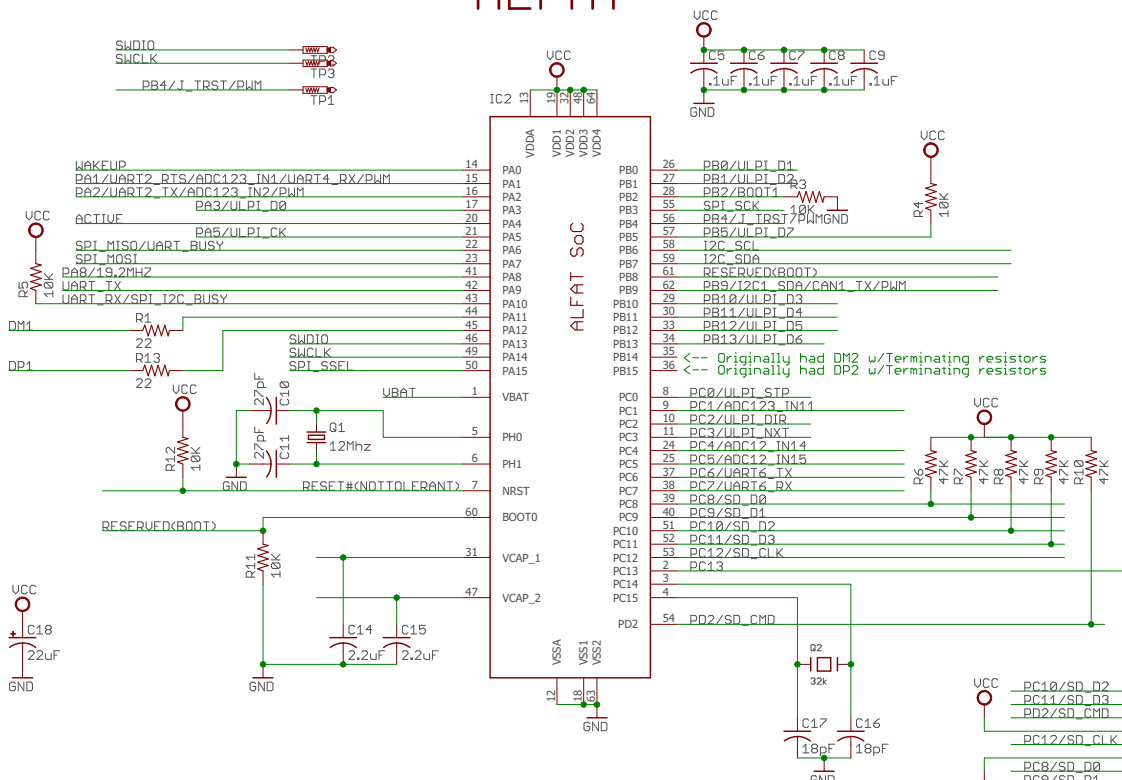 VCC
SWDIO
SWCLK
TP2
TP3
PB4/J_TRST/PWM
TP1
VCC
C5 C6 C7 C8 C9
.1uF .1uF .1uF .1uF .1uF
GND
IC2
13 19 32 48 64
VDDA VDD1 VDD2 VDD3 VDD4
ALFAT SoC
WAKEUP 14 PA0
PA1/UART2_RTS/ADC123_IN1/UART4_RX/PWM 15 PA1
PA2/UART2_TX/ADC123_IN2/PWM 16 PA2
PA3/ULPI_D0 17 PA3
ACTIVE 20 PA4
PA5/ULPI_CK 21 PA5
SPI_MISO/UART_BUSY 22 PA6
SPI_MOSI 23 PA7
PA8/19.2MHZ 41 PA8
UART_TX 42 PA9
UART_RX/SPI_I2C_BUSY 43 PA10
44 PA11
45 PA12
SWDIO 46 PA13
SWCLK 49 PA14
SPI_SSEL 50 PA15
VCC
R5
10K
DM1
R1
22
DP1
R13
22
VBAT 1 VBAT
5 PH0
6 PH1
RESET#(NOTTOLERANT) 7 NRST
60 BOOT0
31 VCAP_1
47 VCAP_2
VCC
R12
10K
27pF
C10
27pF
C11
GND
Q1
12Mhz
RESERVED(BOOT)
R11
10K
VCC
C18
22uF
GND
C14
2.2uF
C15
2.2uF
GND
VSSA VSS1 VSS2
12 18 63
GND
PB0 26 PB0/ULPI_D1
PB1 27 PB1/ULPI_D2
PB2 28 PB2/BOOT1
PB3 55 SPI_SCK
PB4 56 PB4/J_TRST/PWM
PB5 57 PB5/ULPI_D7
PB6 58 I2C_SCL
PB7 59 I2C_SDA
PB8 61 RESERVED(BOOT)
PB9 62 PB9/I2C1_SDA/CAN1_TX/PWM
PB10 29 PB10/ULPI_D3
PB11 30 PB11/ULPI_D4
PB12 33 PB12/ULPI_D5
PB13 34 PB13/ULPI_D6
PB14 35 <-- Originally had DM2 w/Terminating resistors
PB15 36 <-- Originally had DP2 w/Terminating resistors
R3
10K
GND
VCC
R4
10K
PC0 8 PC0/ULPI_STP
PC1 9 PC1/ADC123_IN11
PC2 10 PC2/ULPI_DIR
PC3 11 PC3/ULPI_NXT
PC4 24 PC4/ADC12_IN14
PC5 25 PC5/ADC12_IN15
PC6 37 PC6/UART6_TX
PC7 38 PC7/UART6_RX
PC8 39 PC8/SD_D0
PC9 40 PC9/SD_D1
PC10 51 PC10/SD_D2
PC11 52 PC11/SD_D3
PC12 53 PC12/SD_CLK
PC13 2 PC13
PC14 3
PC15 4
PD2 54 PD2/SD_CMD
VCC
R6 R7 R8 R9 R10
47K 47K 47K 47K 47K
Q2
32k
C17
18pF
C16
18pF
GND
VCC
PC10/SD_D2
PC11/SD_D3
PD2/SD_CMD
PC12/SD_CLK
PC8/SD_D0
PC9/SD_D1